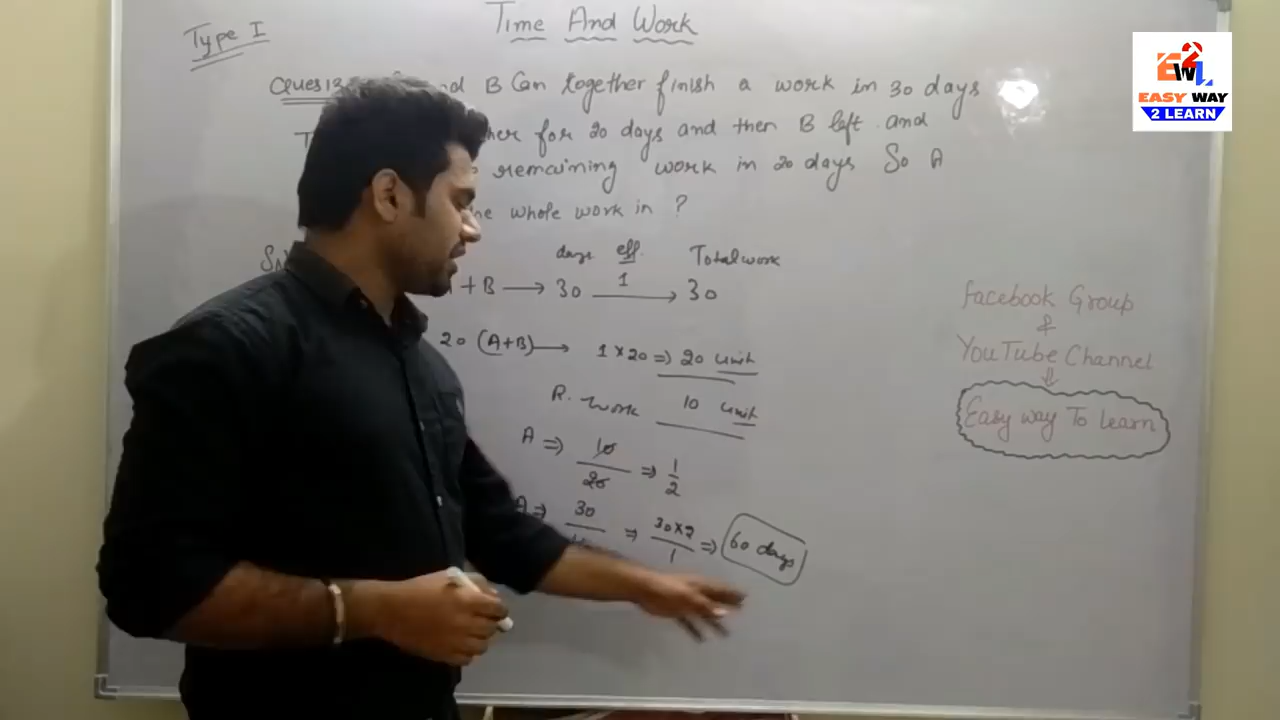 Type I
Time And Work
Ques 13
B Can together finish a work in 30 days
for 20 days and then B left and
remaining work in 20 days So A
whole work in ?
days eff. Total work
+ B → 30 1 → 30
20 (A+B) → 1 × 20 ⇒ 20 unit
R. work 10 unit
A ⇒ 10/20 ⇒ 1/2
A ⇒ 30 ⇒ 30×2/1 ⇒ 60 days
Facebook Group
&
YouTube Channel
⇓
Easy way To learn
E2WL
EASY WAY
2 LEARN